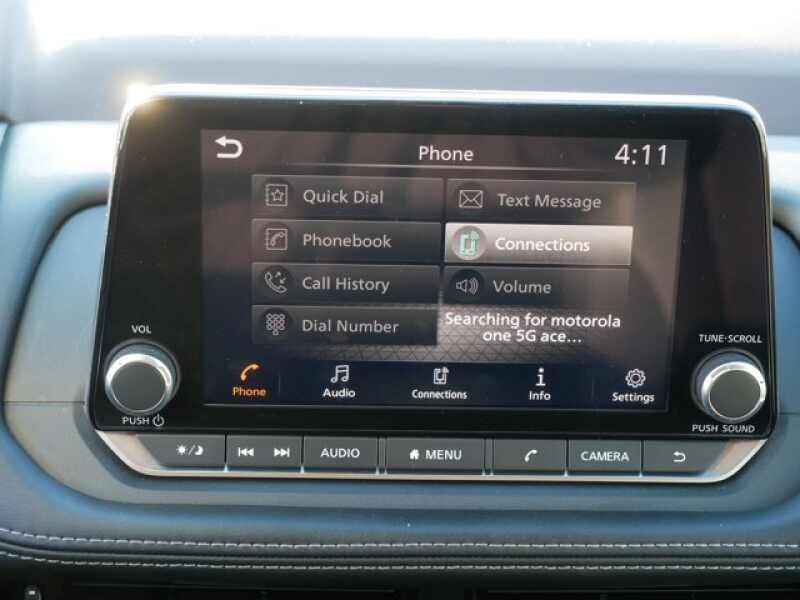 Phone
4:11
Quick Dial
Text Message
Phonebook
Connections
Call History
Volume
Dial Number
Searching for motorola
one 5G ace...
Phone
Audio
Connections
Info
Settings
VOL
PUSH
TUNE·SCROLL
PUSH SOUND
AUDIO
MENU
CAMERA